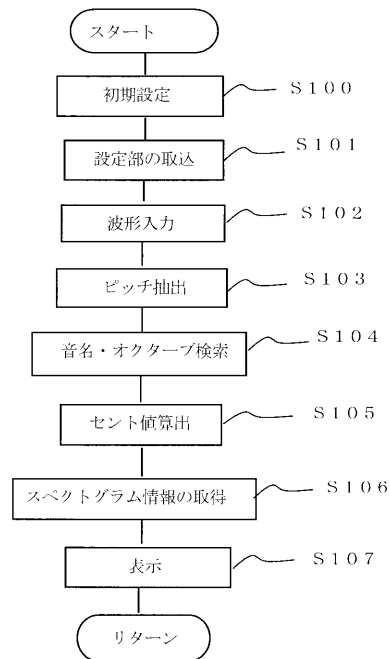 スタート
初期設定 S100
設定部の取込 S101
波形入力 S102
ピッチ抽出 S103
音名・オクターブ検索 S104
セント値算出 S105
スペクトグラム情報の取得 S106
表示 S107
リターン